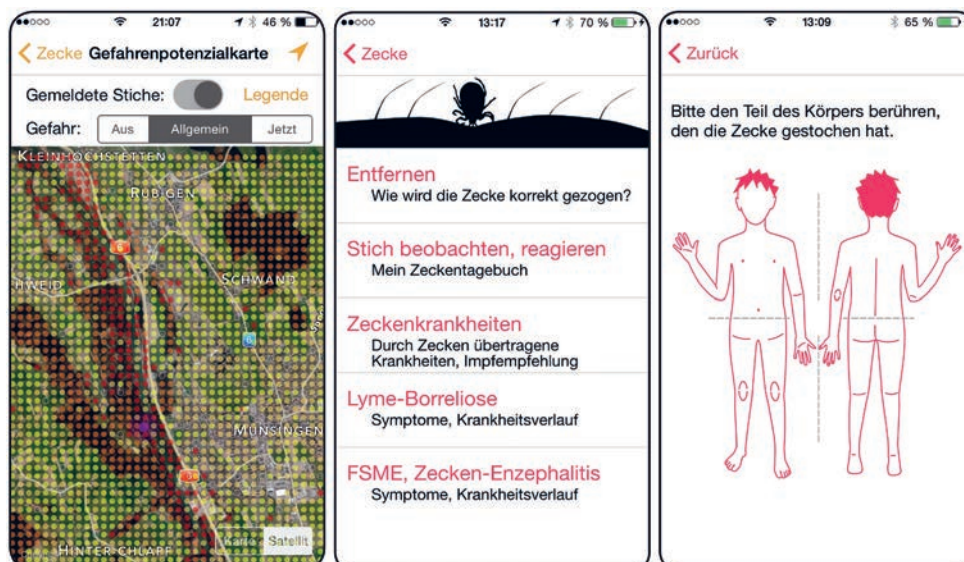 21:07
46 %
Zecke Gefahrenpotenzialkarte
Gemeldete Stiche:
Legende
Gefahr:
Aus
Allgemein
Jetzt
KLEINHÖCHSTETTEN
RUBIGEN
6
HWEID
SCHWAND
6
MÜNSINGEN
Karte
Satellit
13:17
70 %
Zecke
Entfernen
Wie wird die Zecke korrekt gezogen?
Stich beobachten, reagieren
Mein Zeckentagebuch
Zeckenkrankheiten
Durch Zecken übertragene
Krankheiten, Impfempfehlung
Lyme-Borreliose
Symptome, Krankheitsverlauf
FSME, Zecken-Enzephalitis
Symptome, Krankheitsverlauf
13:09
65 %
Zurück
Bitte den Teil des Körpers berühren,
den die Zecke gestochen hat.